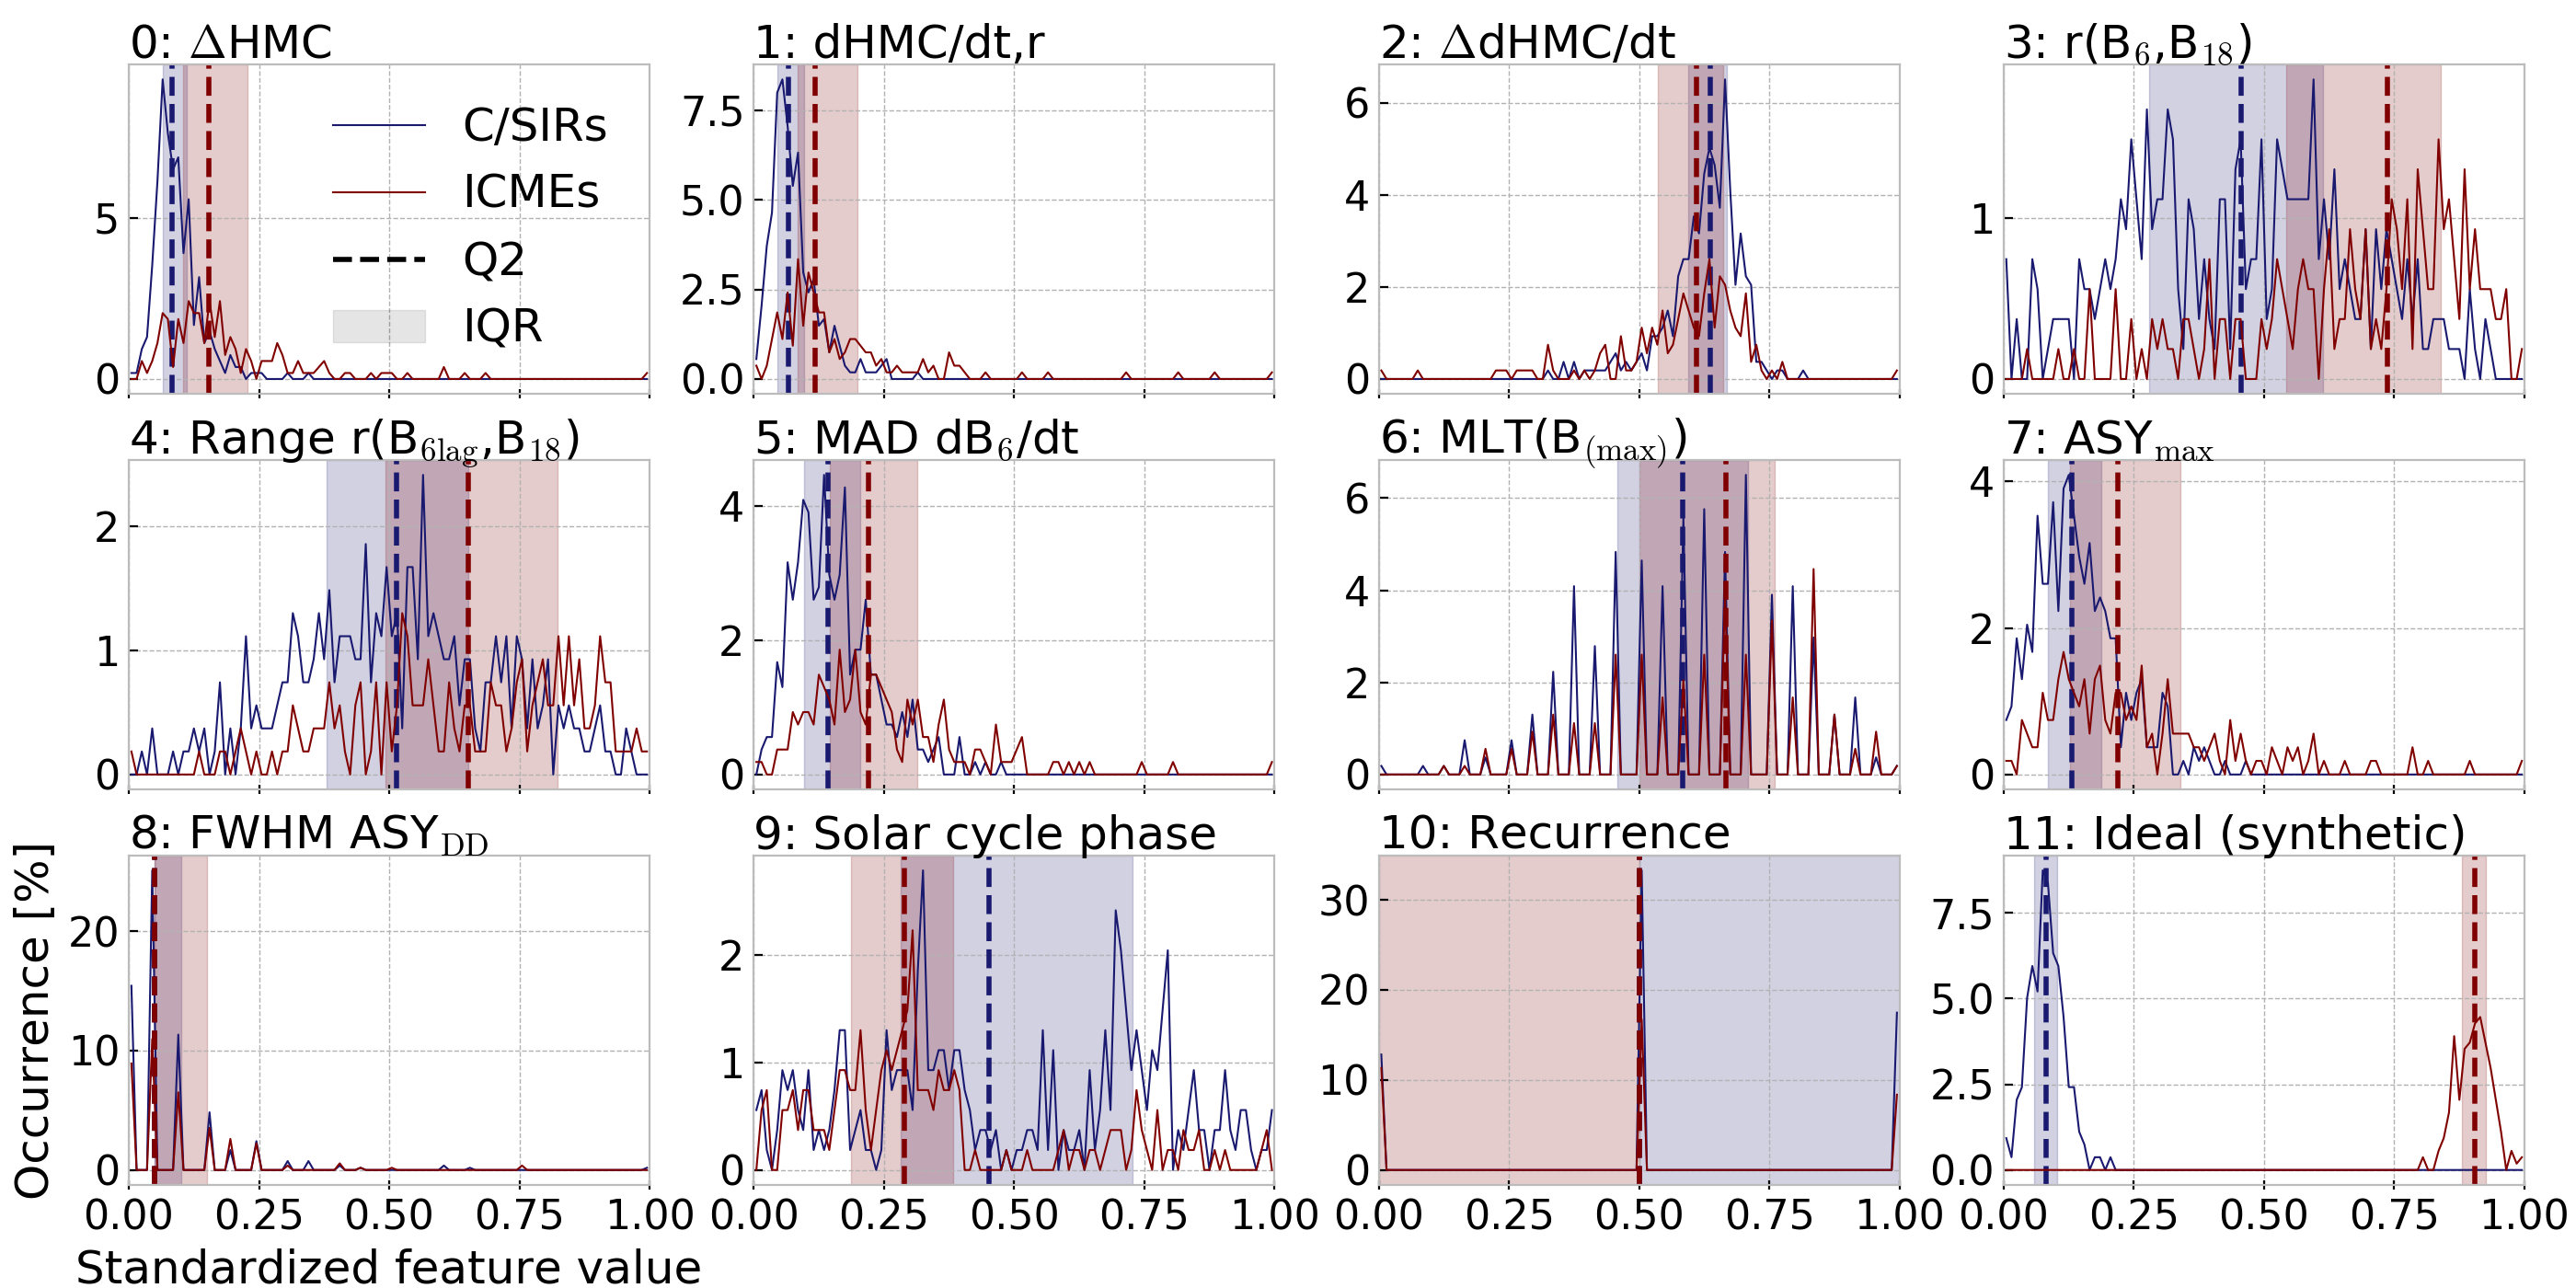 0: ΔHMC
1: dHMC/dt,r
2: ΔdHMC/dt
3: r(B6,B18)
C/SIRs
ICMEs
Q2
IQR
5
0
7.5
5.0
2.5
0.0
6
4
2
0
1
0
4: Range r(B6lag,B18)
5: MAD dB6/dt
6: MLT(B(max))
7: ASYmax
2
1
0
4
2
0
6
4
2
0
4
2
0
8: FWHM ASYDD
9: Solar cycle phase
10: Recurrence
11: Ideal (synthetic)
Occurrence [%]
20
10
0
2
1
0
30
20
10
0
7.5
5.0
2.5
0.0
0.00 0.25 0.50 0.75 1.00
0.00 0.25 0.50 0.75 1.00
0.00 0.25 0.50 0.75 1.00
0.00 0.25 0.50 0.75 1.00
Standardized feature value